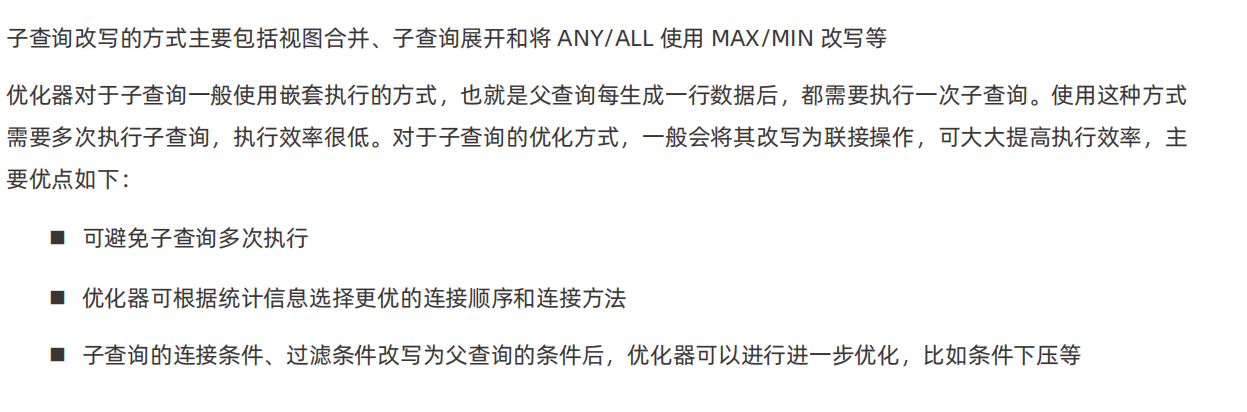 子查询改写的方式主要包括视图合并、子查询展开和将 ANY/ALL 使用 MAX/MIN 改写等
优化器对于子查询一般使用嵌套执行的方式，也就是父查询每生成一行数据后，都需要执行一次子查询。使用这种方式
需要多次执行子查询，执行效率很低。对于子查询的优化方式，一般会将其改写为联接操作，可大大提高执行效率，主
要优点如下：
■ 可避免子查询多次执行
■ 优化器可根据统计信息选择更优的连接顺序和连接方法
■ 子查询的连接条件、过滤条件改写为父查询的条件后，优化器可以进行进一步优化，比如条件下压等